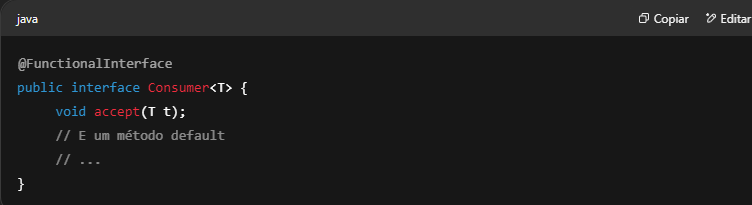 java
Copiar
Editar
@FunctionalInterface
public interface Consumer<T> {
    void accept(T t);
    // E um método default
    // ...
}